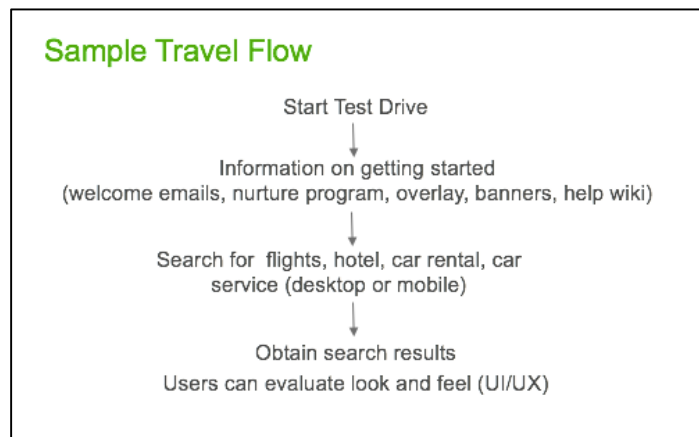 Sample Travel Flow
Start Test Drive
Information on getting started
(welcome emails, nurture program, overlay, banners, help wiki)
Search for flights, hotel, car rental, car
service (desktop or mobile)
Obtain search results
Users can evaluate look and feel (UI/UX)